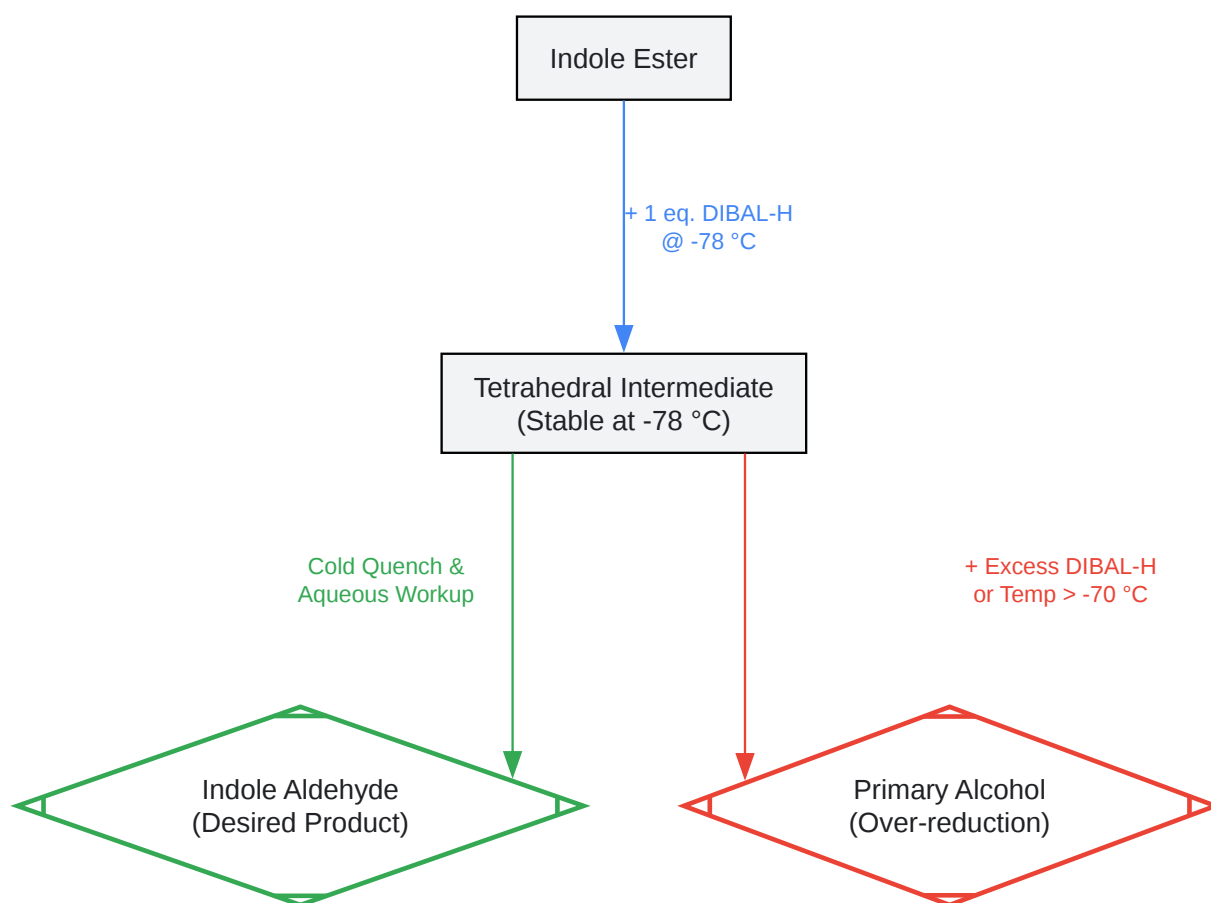 Indole Ester
+ 1 eq. DIBAL-H
@ -78 °C
Tetrahedral Intermediate
(Stable at -78 °C)
Cold Quench &
Aqueous Workup
+ Excess DIBAL-H
or Temp > -70 °C
Indole Aldehyde
(Desired Product)
Primary Alcohol
(Over-reduction)